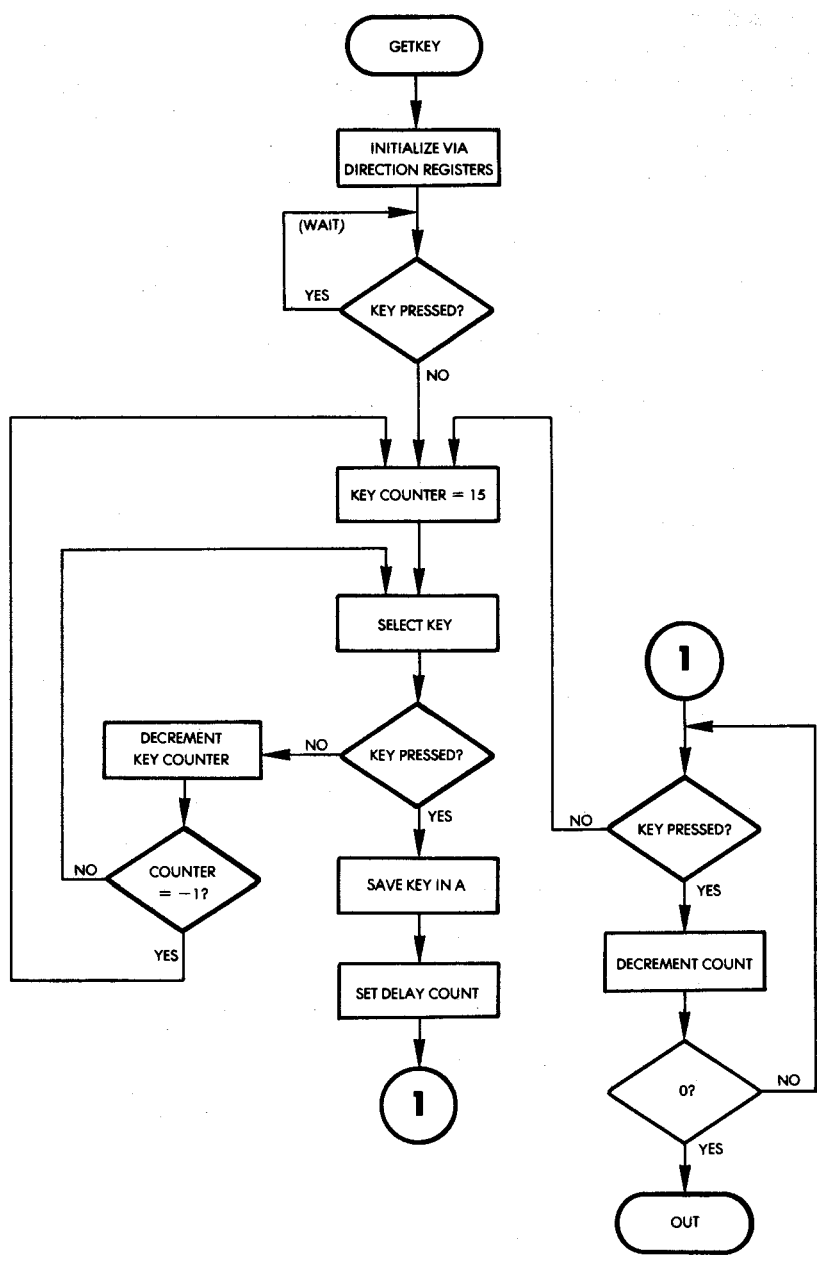 GETKEY
INITIALIZE VIA
DIRECTION REGISTERS
(WAIT)
YES
KEY PRESSED?
NO
KEY COUNTER = 15
SELECT KEY
DECREMENT
KEY COUNTER
NO
KEY PRESSED?
YES
NO
COUNTER
= −1?
YES
SAVE KEY IN A
SET DELAY COUNT
1
1
NO
KEY PRESSED?
YES
DECREMENT COUNT
0?
NO
YES
OUT